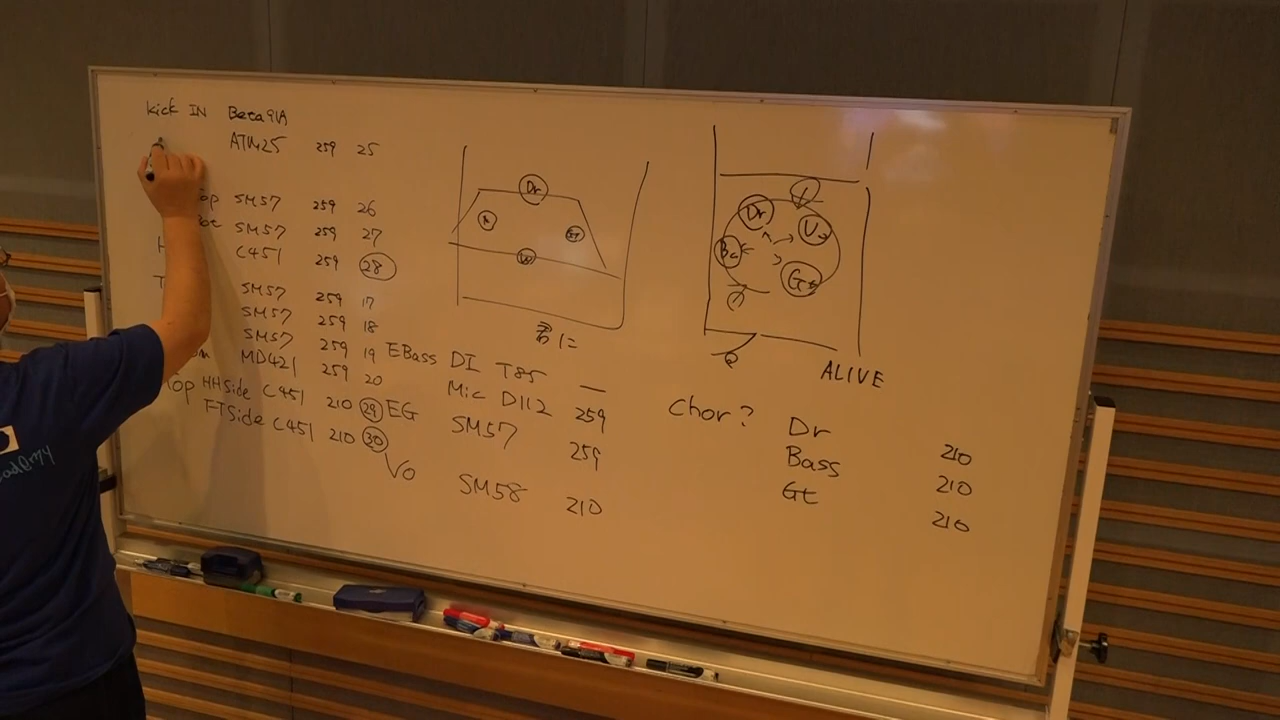 Kick IN Beta91A
ATM25 259 25
op SM57 259 26
SM57 259 27
H C451 259 28
T SM57 259 17
SM57 259 18
SM57 259 19
MD421 259 20
Top HHSide C451 210 29
FTSide C451 210 30
Dr
EBass DI T85 —
Mic D112 259
EG SM57 259
Vo SM58 210
Dr
Vo
Ba
Gt
ALIVE
Chor? Dr 210
Bass 210
Gt 210